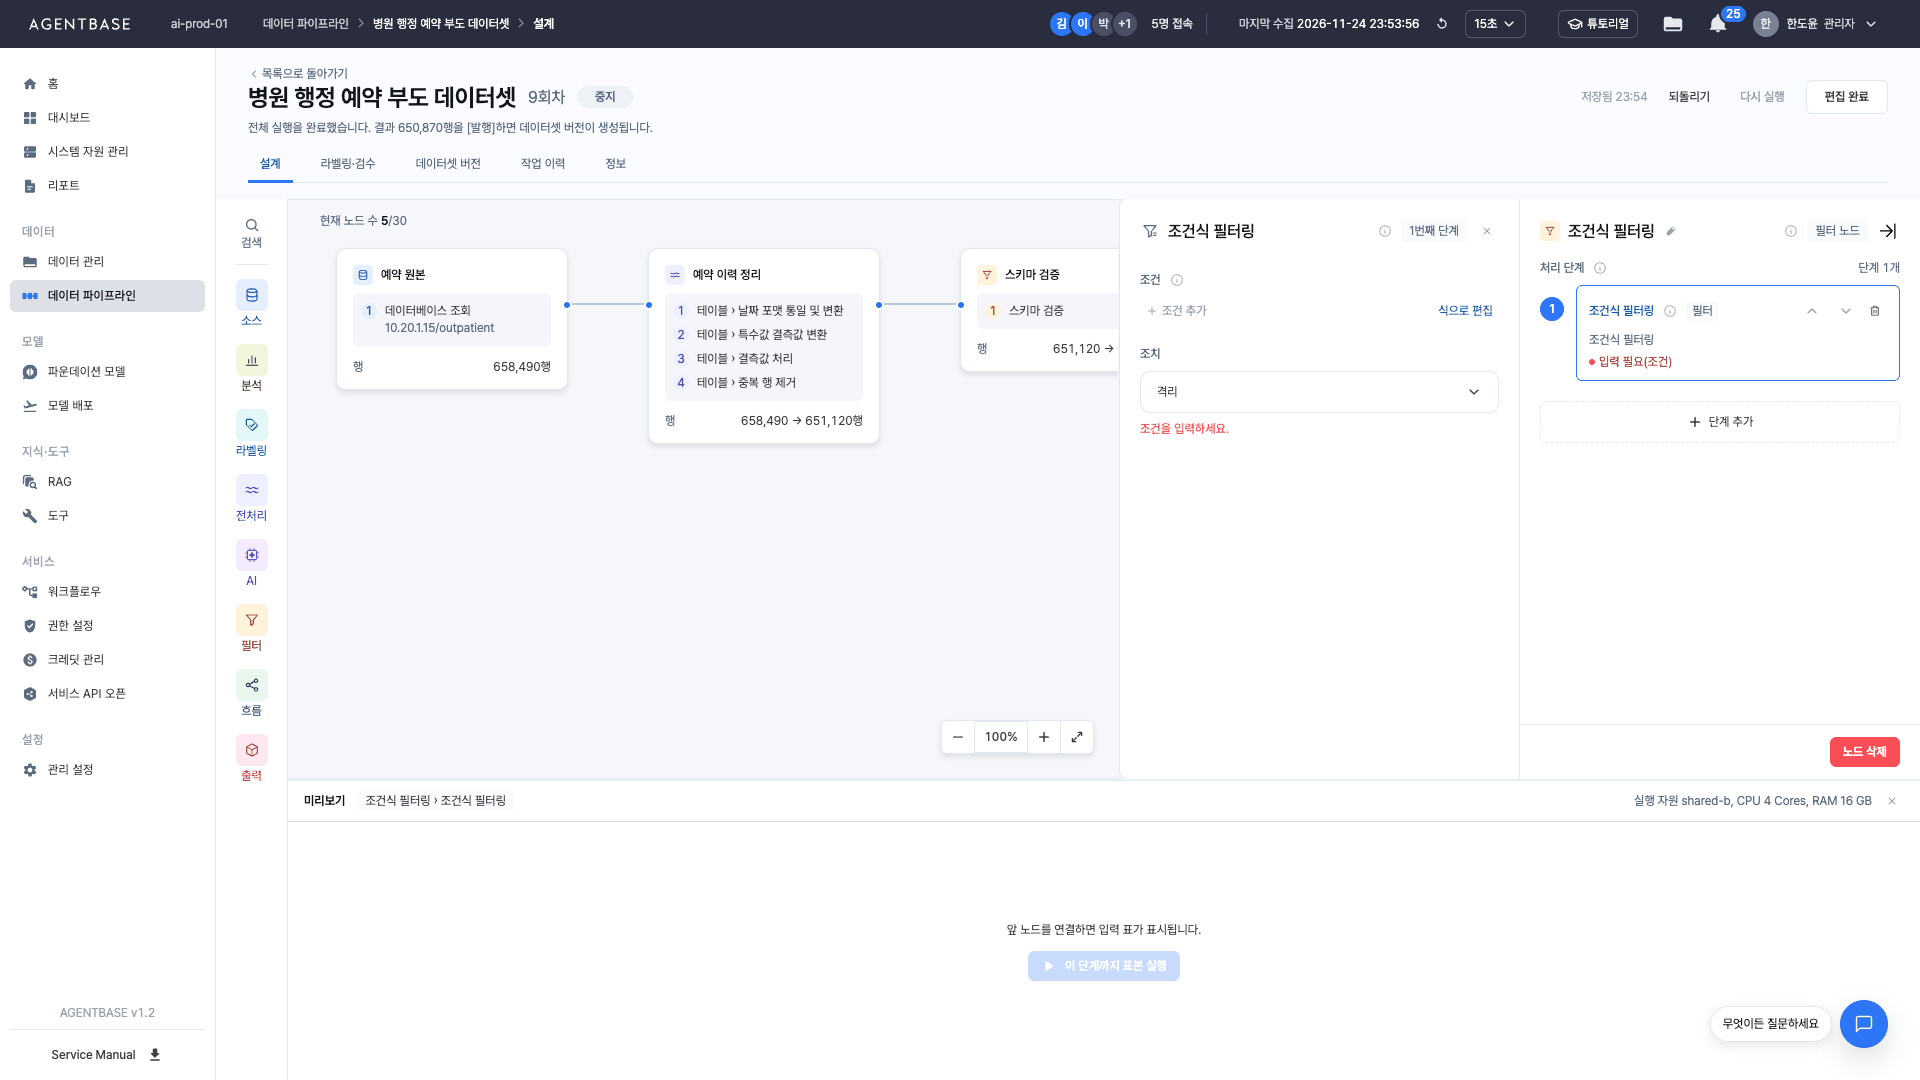 AGENTBASE
ai-prod-01
데이터 파이프라인 > 병원 행정 예약 부도 데이터셋 > 설계
김 이 박 +1 5명 접속
마지막 수집 2026-11-24 23:53:56
15초
튜토리얼
25
한 한도윤 관리자
홈
대시보드
시스템 자원 관리
리포트
데이터
데이터 관리
데이터 파이프라인
모델
파운데이션 모델
모델 배포
지식·도구
RAG
도구
서비스
워크플로우
권한 설정
크레딧 관리
서비스 API 오픈
설정
관리 설정
AGENTBASE v1.2
Service Manual
목록으로 돌아가기
병원 행정 예약 부도 데이터셋 9회차 중지
저장됨 23:54 되돌리기 다시 실행 편집 완료
전체 실행을 완료했습니다. 결과 650,870행을 [발행]하면 데이터셋 버전이 생성됩니다.
설계 라벨링·검수 데이터셋 버전 작업 이력 정보
검색
소스
분석
라벨링
전처리
AI
필터
흐름
출력
현재 노드 수 5/30
예약 원본
1 데이터베이스 조회
10.20.1.15/outpatient
행 658,490행
예약 이력 정리
1 테이블 › 날짜 포맷 통일 및 변환
2 테이블 › 특수값 결측값 변환
3 테이블 › 결측값 처리
4 테이블 › 중복 행 제거
행 658,490 → 651,120행
스키마 검증
1 스키마 검증
행 651,120 →
100%
조건식 필터링 1번째 단계
조건
조건 추가 식으로 편집
조치
격리
조건을 입력하세요.
조건식 필터링 필터 노드
처리 단계 단계 1개
1 조건식 필터링 필터
조건식 필터링
입력 필요(조건)
단계 추가
노드 삭제
미리보기 조건식 필터링 › 조건식 필터링
실행 자원 shared-b, CPU 4 Cores, RAM 16 GB
앞 노드를 연결하면 입력 표가 표시됩니다.
이 단계까지 표본 실행
무엇이든 질문하세요